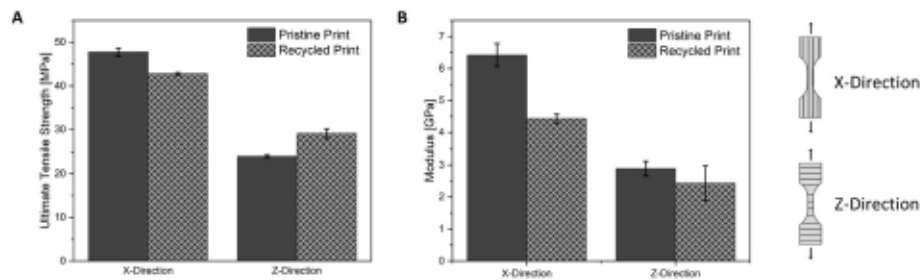 A
Ultimate Tensile Strength [MPa]
50
40
30
20
10
0
Pristine Print
Recycled Print
X-Direction
Z-Direction
B
Modulus [GPa]
7
6
5
4
3
2
1
0
Pristine Print
Recycled Print
X-Direction
Z-Direction
X-Direction
Z-Direction